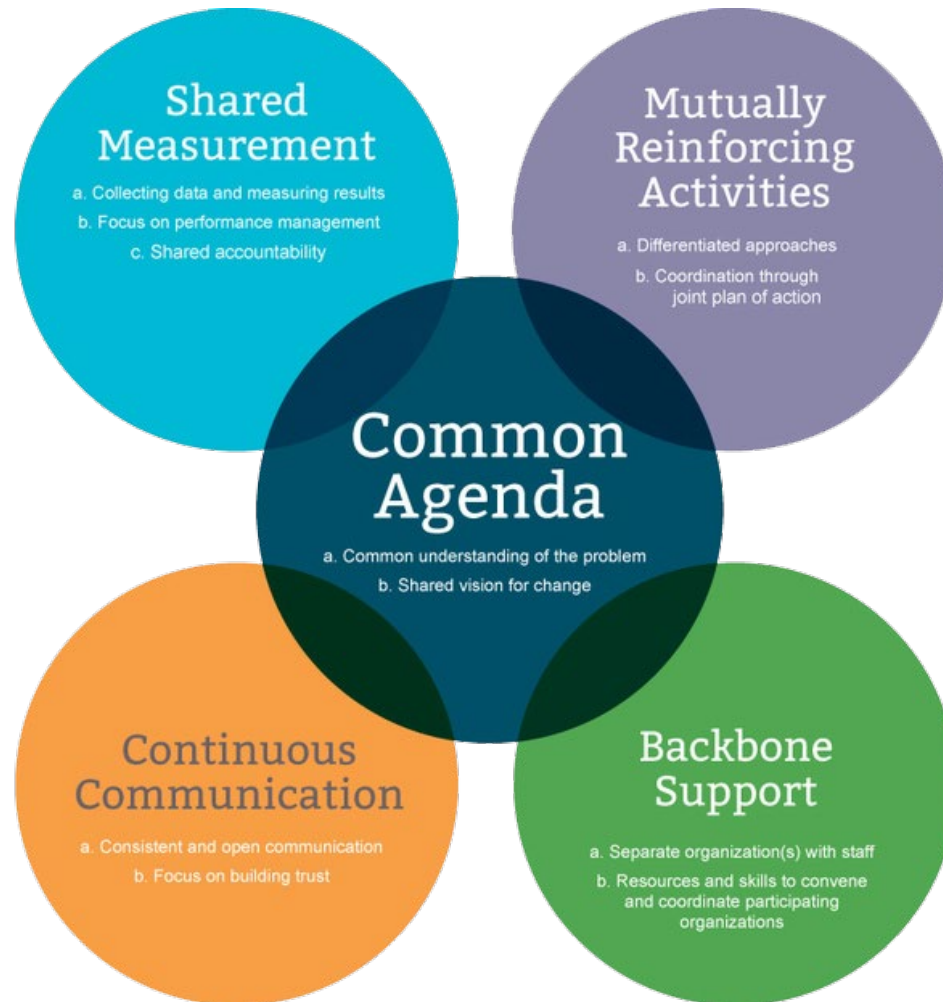 Shared
Measurement
a. Collecting data and measuring results
b. Focus on performance management
c. Shared accountability
Mutually
Reinforcing
Activities
a. Differentiated approaches
b. Coordination through
joint plan of action
Common
Agenda
a. Common understanding of the problem
b. Shared vision for change
Continuous
Communication
a. Consistent and open communication
b. Focus on building trust
Backbone
Support
a. Separate organization(s) with staff
b. Resources and skills to convene
and coordinate participating
organizations